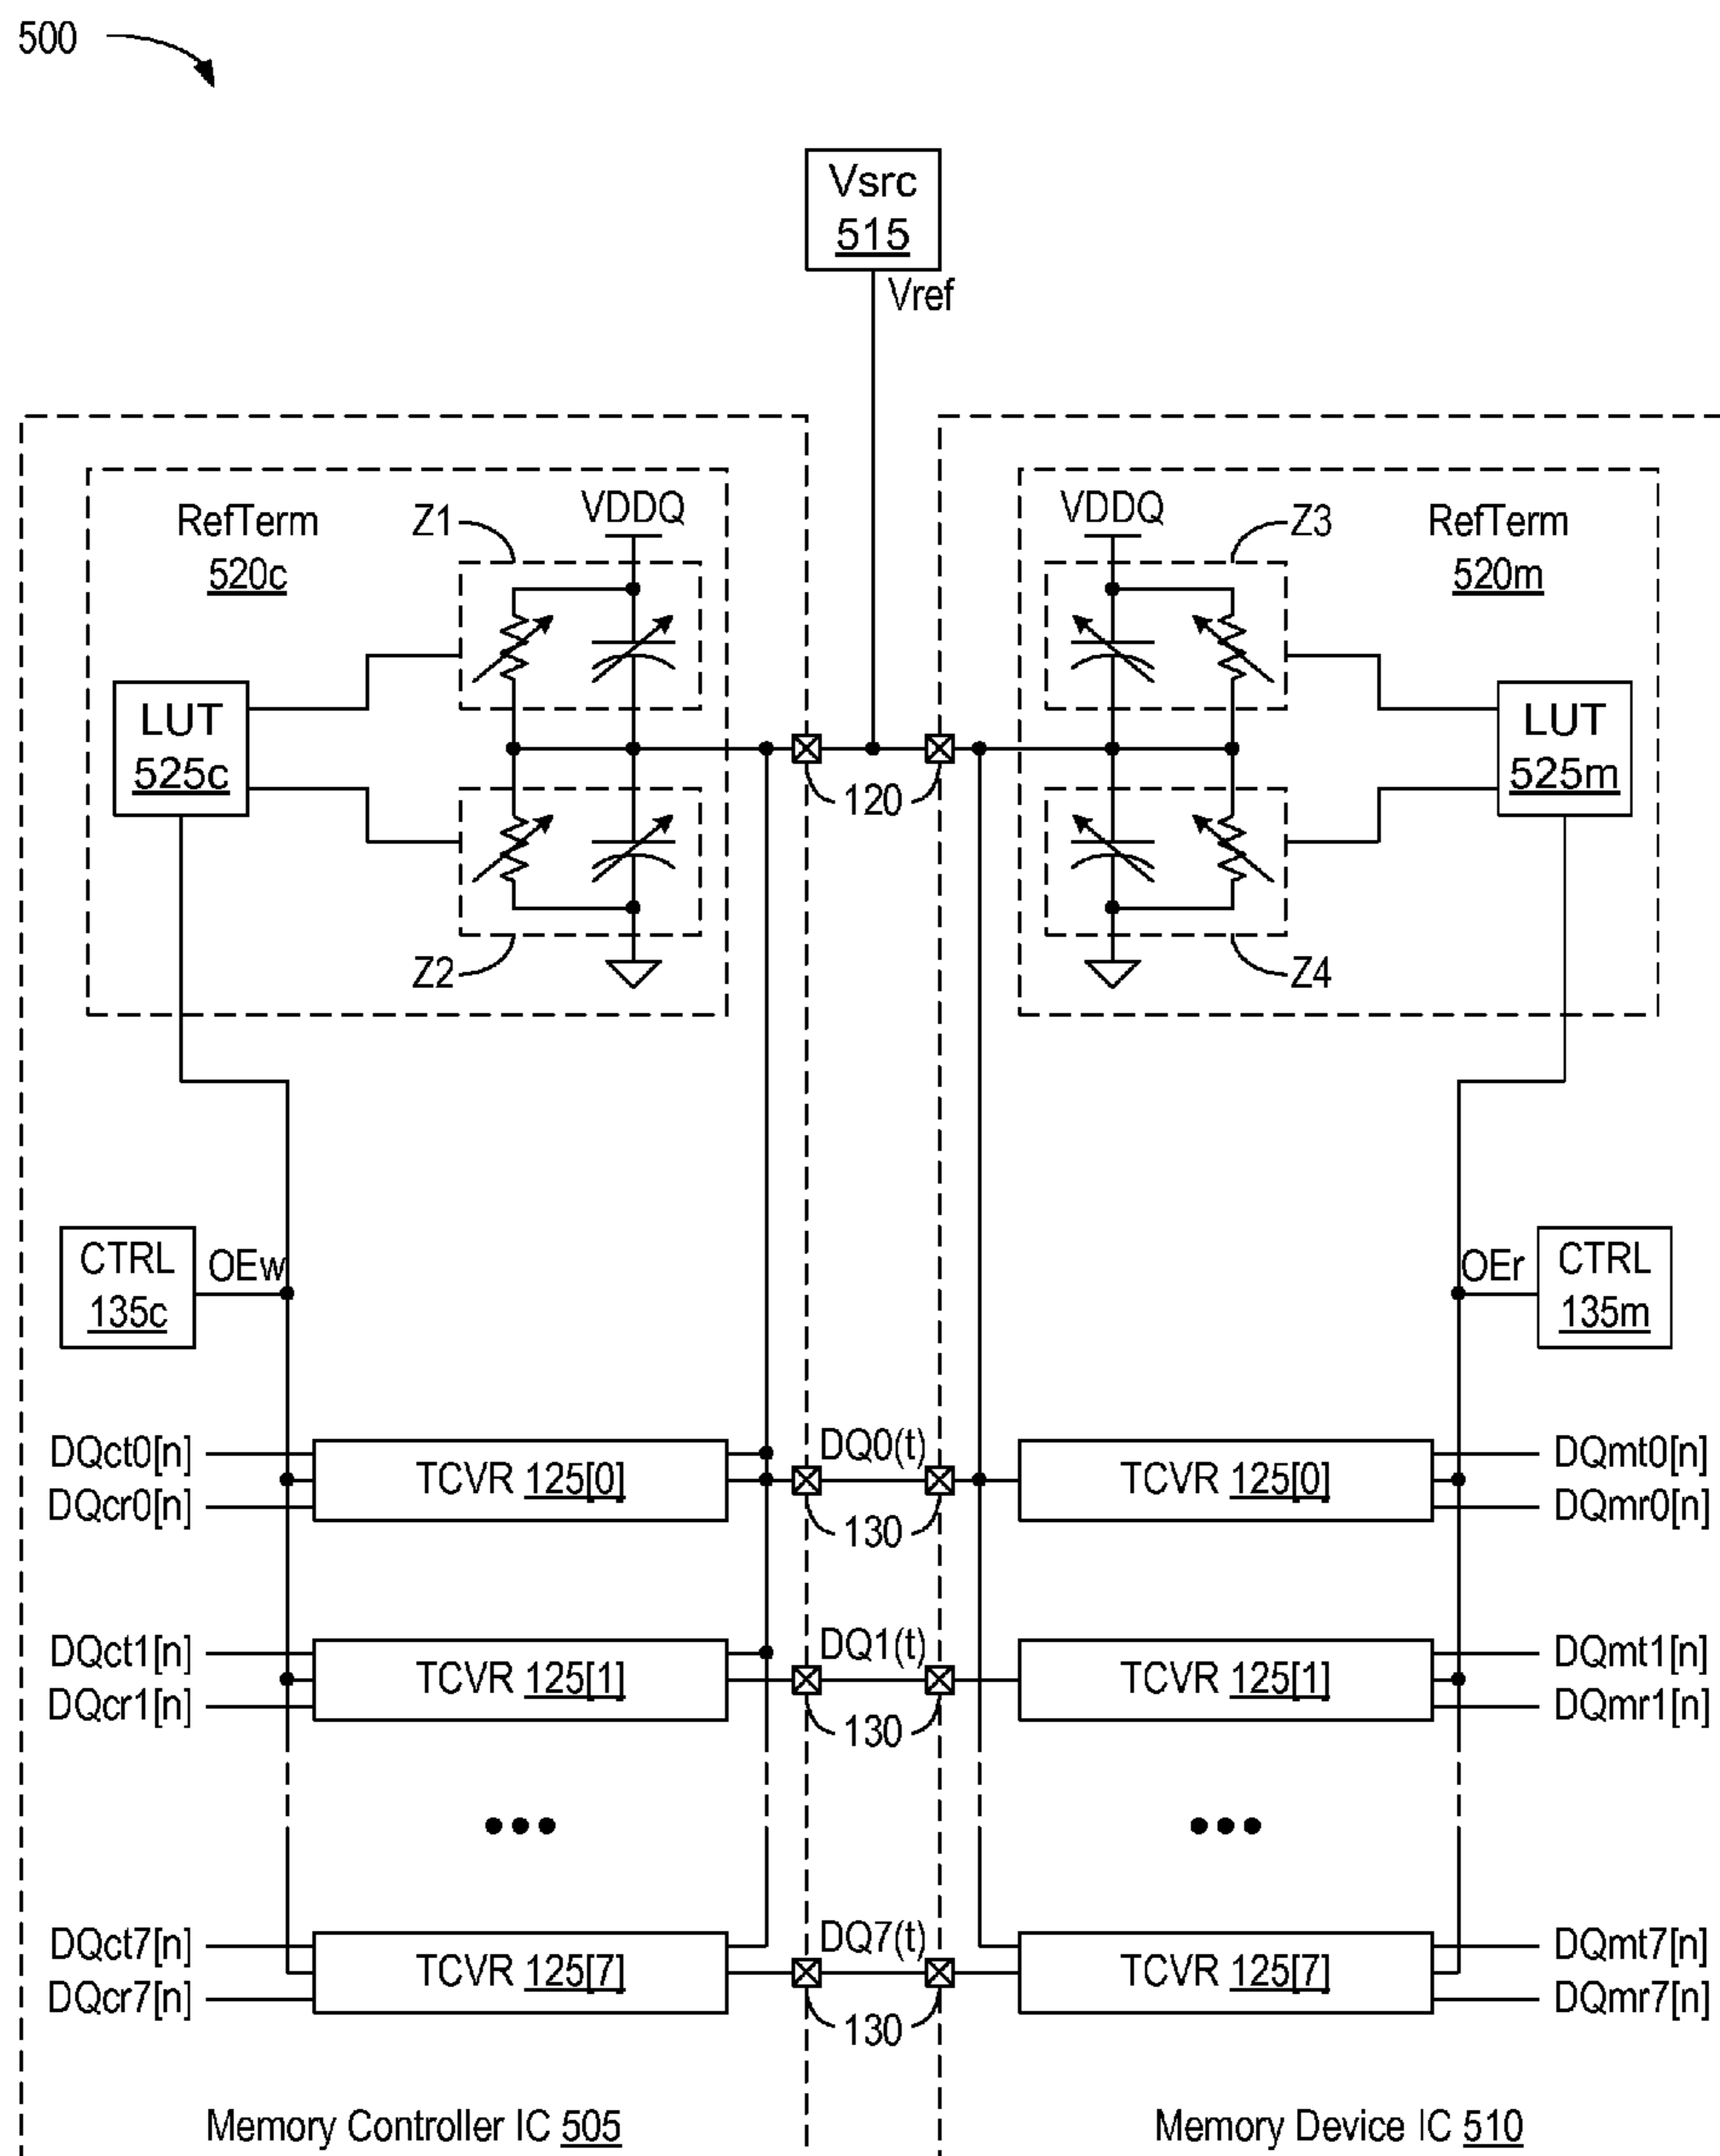 500
Vsrc
515
Vref
RefTerm
520c
Z1
VDDQ
VDDQ
Z3
RefTerm
520m
LUT
525c
120
LUT
525m
Z2
Z4
CTRL
135c
OEw
OEr
CTRL
135m
DQct0[n]
DQcr0[n]
TCVR 125[0]
DQ0(t)
130
TCVR 125[0]
DQmt0[n]
DQmr0[n]
DQct1[n]
DQcr1[n]
TCVR 125[1]
DQ1(t)
130
TCVR 125[1]
DQmt1[n]
DQmr1[n]
DQct7[n]
DQcr7[n]
TCVR 125[7]
DQ7(t)
130
TCVR 125[7]
DQmt7[n]
DQmr7[n]
Memory Controller IC 505
Memory Device IC 510